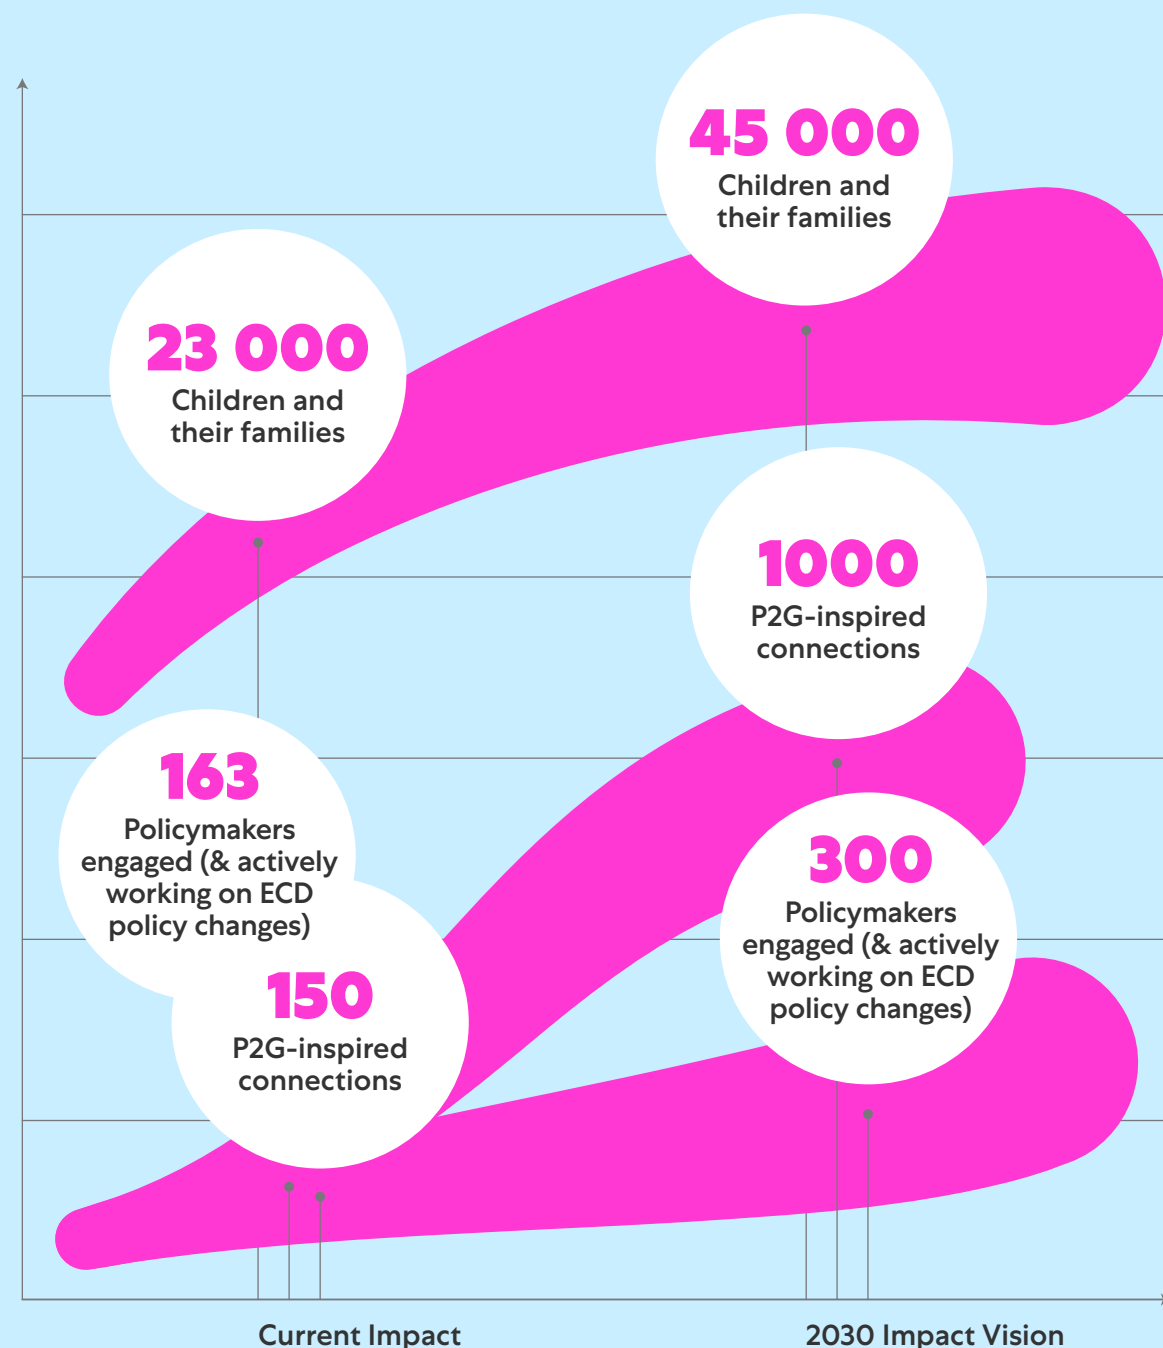 45 000
Children and
their families
23 000
Children and
their families
1000
P2G-inspired
connections
163
Policymakers
engaged (& actively
working on ECD
policy changes)
300
Policymakers
engaged (& actively
working on ECD
policy changes)
150
P2G-inspired
connections
Current Impact
2030 Impact Vision